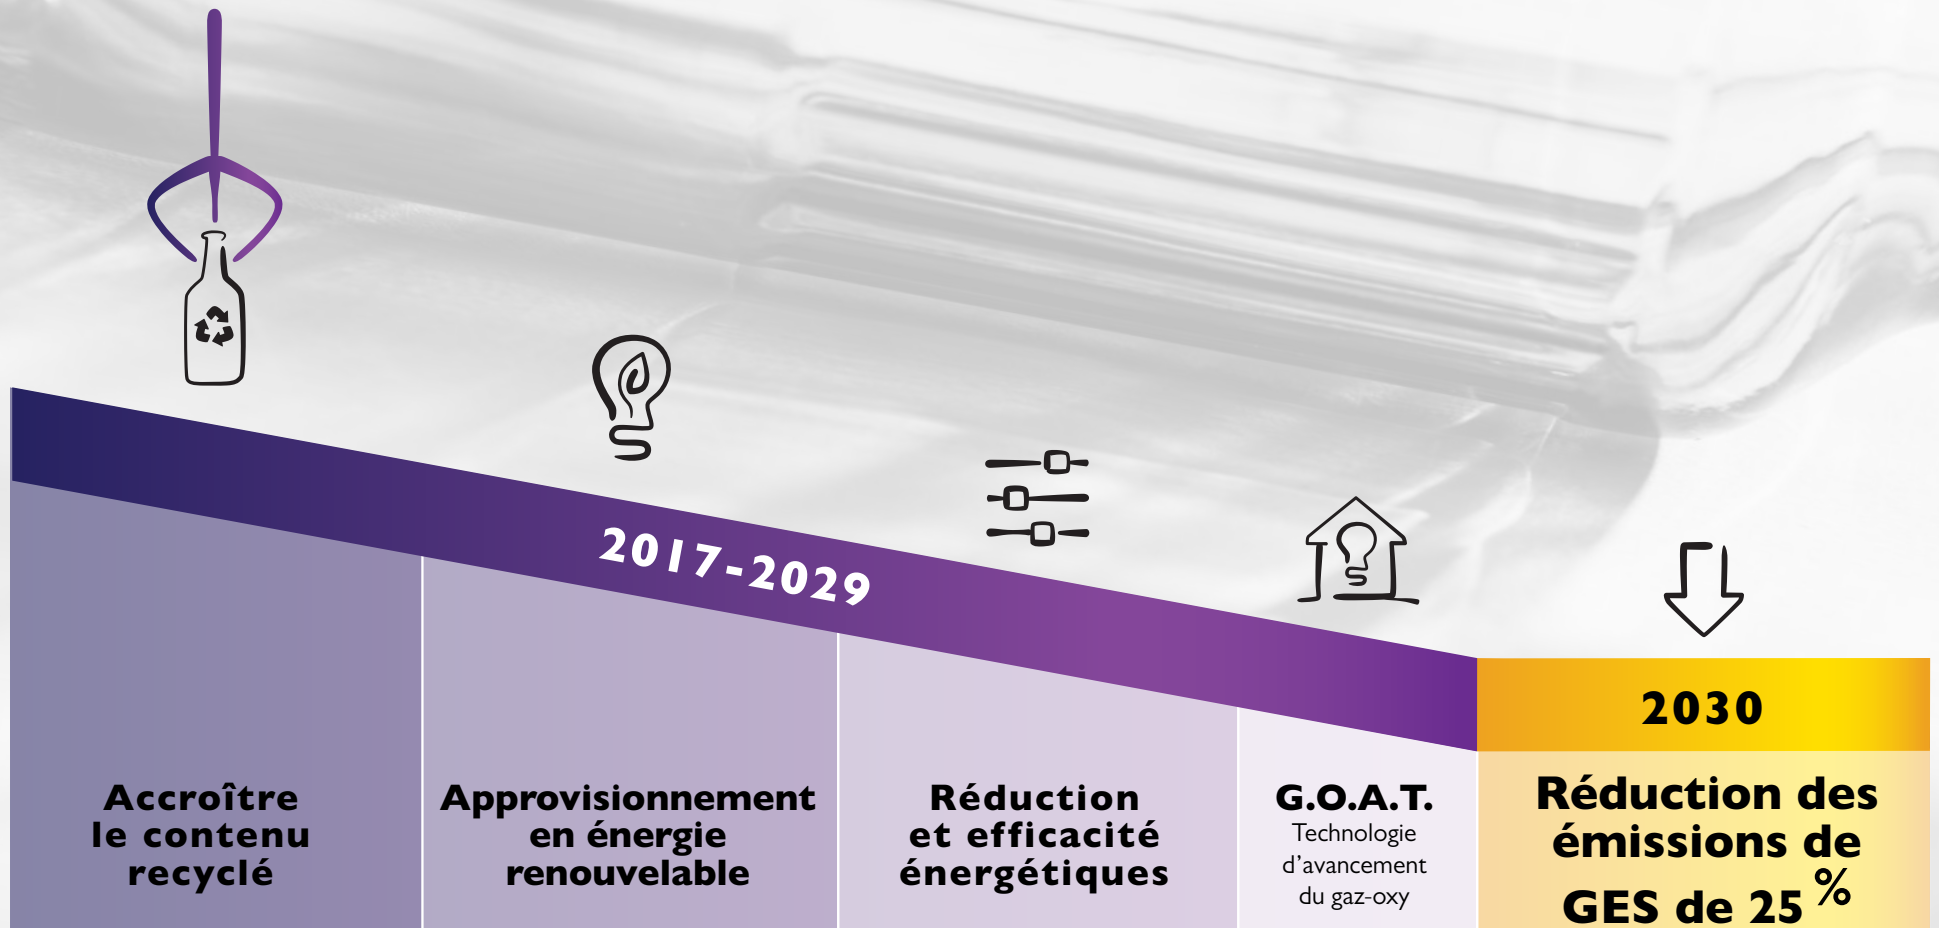 2017-2029
2030
Accroître
le contenu
recyclé
Approvisionnement
en énergie
renouvelable
Réduction
et efficacité
énergétiques
G.O.A.T.
Technologie
d’avancement
du gaz-oxy
Réduction des
émissions de
GES de 25 %